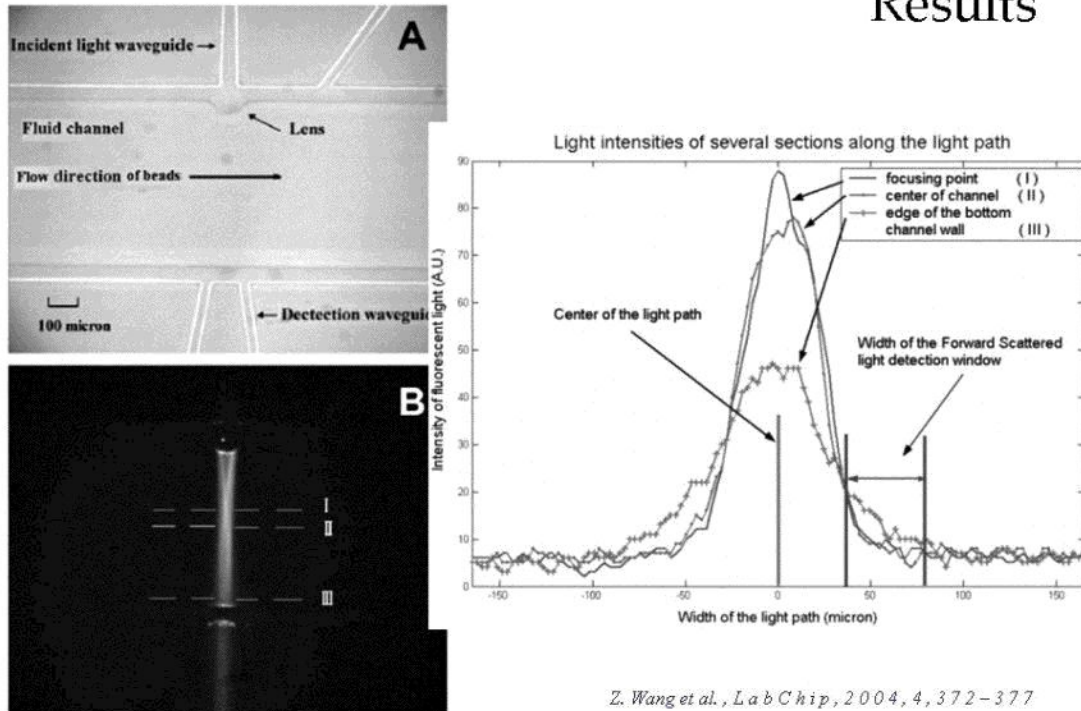 Results
A
Incident light waveguide
Fluid channel
Lens
Flow direction of beads
100 micron
Dectection waveguid
B
I
II
III
Light intensities of several sections along the light path
Intensity of fluorescent light (A.U.)
90
80
70
60
50
40
30
20
10
0
focusing point (I)
center of channel (II)
edge of the bottom
channel wall (III)
Center of the light path
Width of the Forward Scattered
light detection window
-150
-100
-50
0
50
100
150
Width of the light path (micron)
Z. Wang et al., Lab Chip, 2004, 4, 372–377